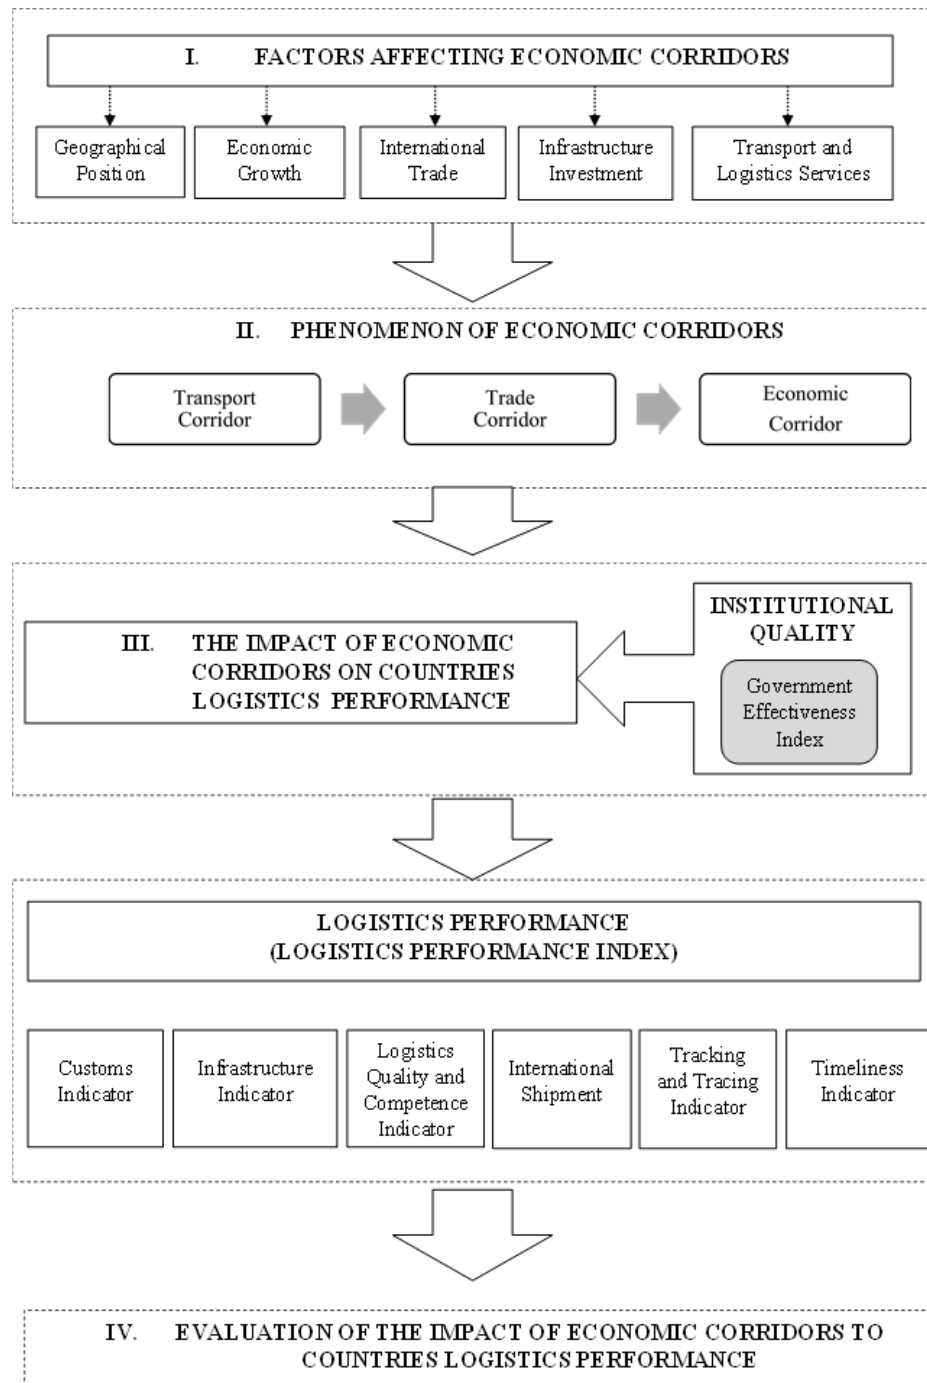 I. FACTORS AFFECTING ECONOMIC CORRIDORS
Geographical
Position
Economic
Growth
International
Trade
Infrastructure
Investment
Transport and
Logistics Services
II. PHENOMENON OF ECONOMIC CORRIDORS
Transport
Corridor
Trade
Corridor
Economic
Corridor
III. THE IMPACT OF ECONOMIC
CORRIDORS ON COUNTRIES
LOGISTICS PERFORMANCE
INSTITUTIONAL
QUALITY
Government
Effectiveness
Index
LOGISTICS PERFORMANCE
(LOGISTICS PERFORMANCE INDEX)
Customs
Indicator
Infrastructure
Indicator
Logistics
Quality and
Competence
Indicator
International
Shipment
Tracking
and Tracing
Indicator
Timeliness
Indicator
IV. EVALUATION OF THE IMPACT OF ECONOMIC CORRIDORS TO
COUNTRIES LOGISTICS PERFORMANCE